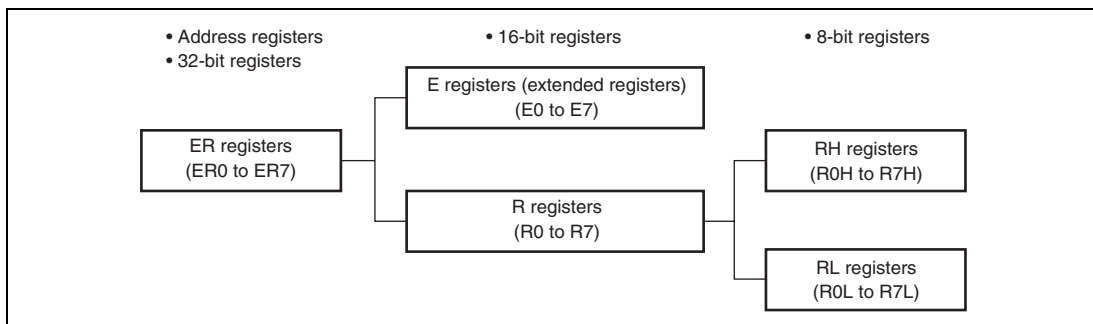 • Address registers
• 32-bit registers
• 16-bit registers
• 8-bit registers
E registers (extended registers)
(E0 to E7)
ER registers
(ER0 to ER7)
RH registers
(R0H to R7H)
R registers
(R0 to R7)
RL registers
(R0L to R7L)